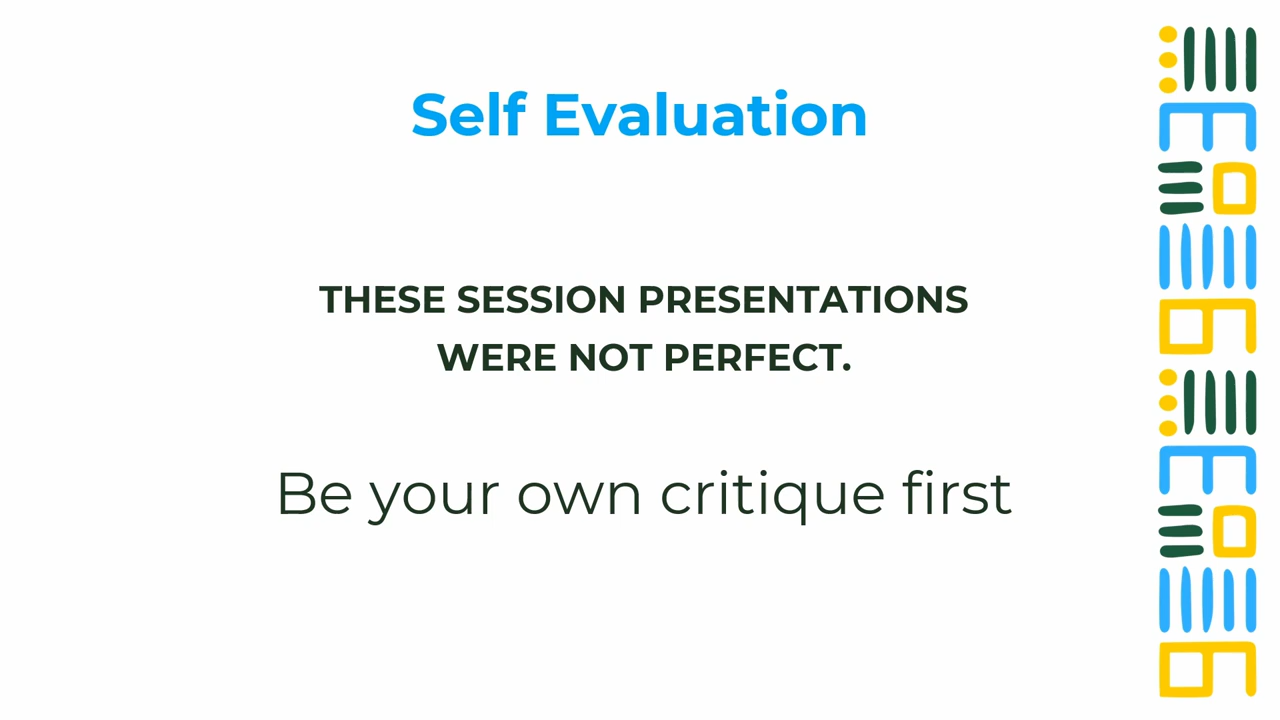 Self Evaluation
THESE SESSION PRESENTATIONS
WERE NOT PERFECT.
Be your own critique first